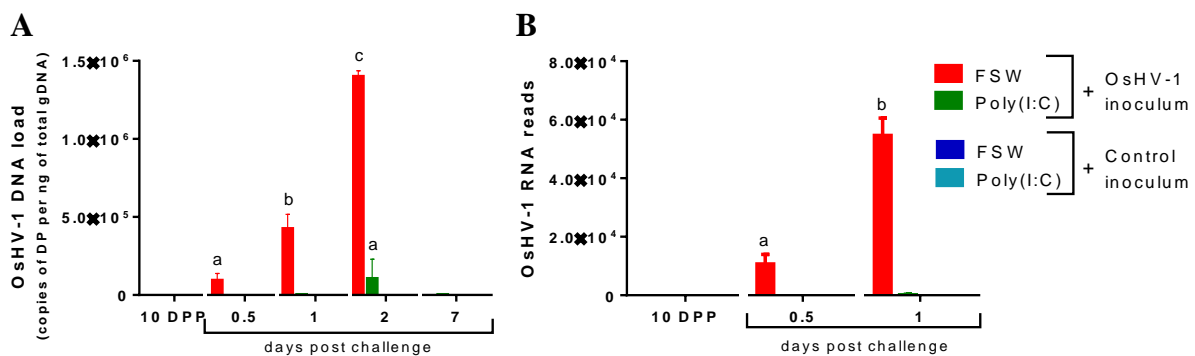 A
OsHV-1 DNA load
(copies of DP per ng of total gDNA)
1.5✖10⁶
1.0✖10⁶
5.0✖10⁵
0
a
b
c
a
10 DPP
0.5
1
2
7
days post challenge
B
OsHV-1 RNA reads
8.0✖10⁴
6.0✖10⁴
4.0✖10⁴
2.0✖10⁴
0
a
b
10 DPP
0.5
1
days post challenge
FSW
Poly(I:C)
+ OsHV-1
inoculum
FSW
Poly(I:C)
+ Control
inoculum